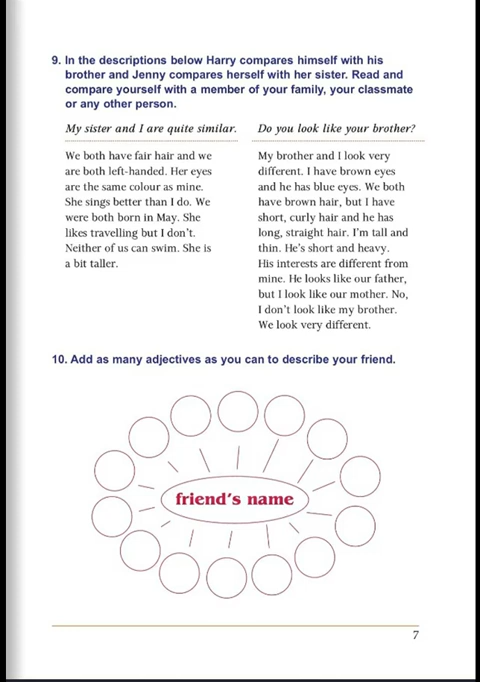 9. In the descriptions below Harry compares himself with his
brother and Jenny compares herself with her sister. Read and
compare yourself with a member of your family, your classmate
or any other person.
My sister and I are quite similar.
We both have fair hair and we
are both left-handed. Her eyes
are the same colour as mine.
She sings better than I do. We
were both born in May. She
likes travelling but I don't.
Neither of us can swim. She is
a bit taller.
Do you look like your brother?
My brother and I look very
different. I have brown eyes
and he has blue eyes. We both
have brown hair, but I have
short, curly hair and he has
long, straight hair. I'm tall and
thin. He's short and heavy.
His interests are different from
mine. He looks like our father,
but I look like our mother. No,
I don't look like my brother.
We look very different.
10. Add as many adjectives as you can to describe your friend.
friend's name
7